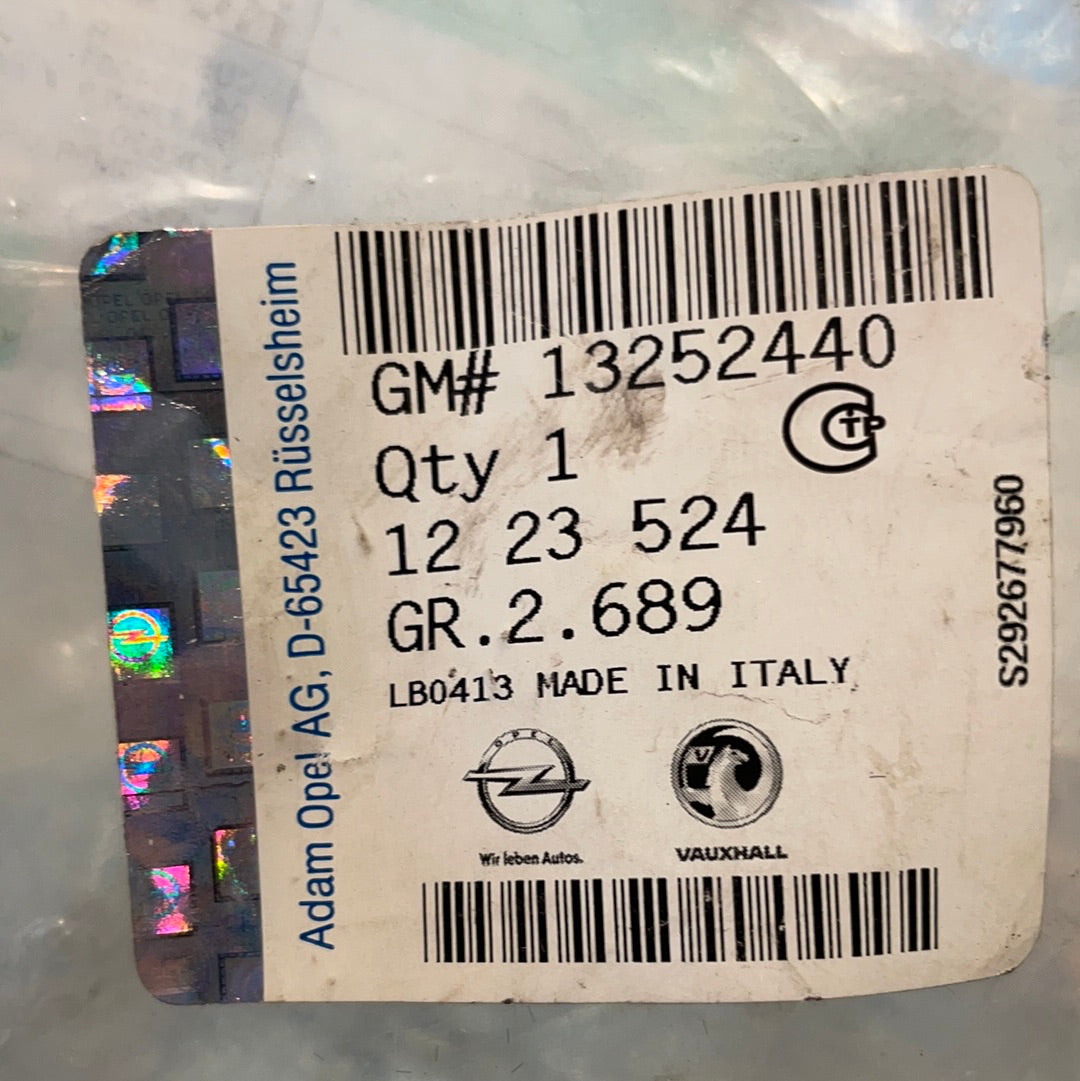 Adam Opel AG, D-65423 Rüsselsheim
GM# 13252440
Qty 1
12 23 524
GR.2.689
LB0413 MADE IN ITALY
S292677960
OPEL
Wir leben Autos.
V
VAUXHALL